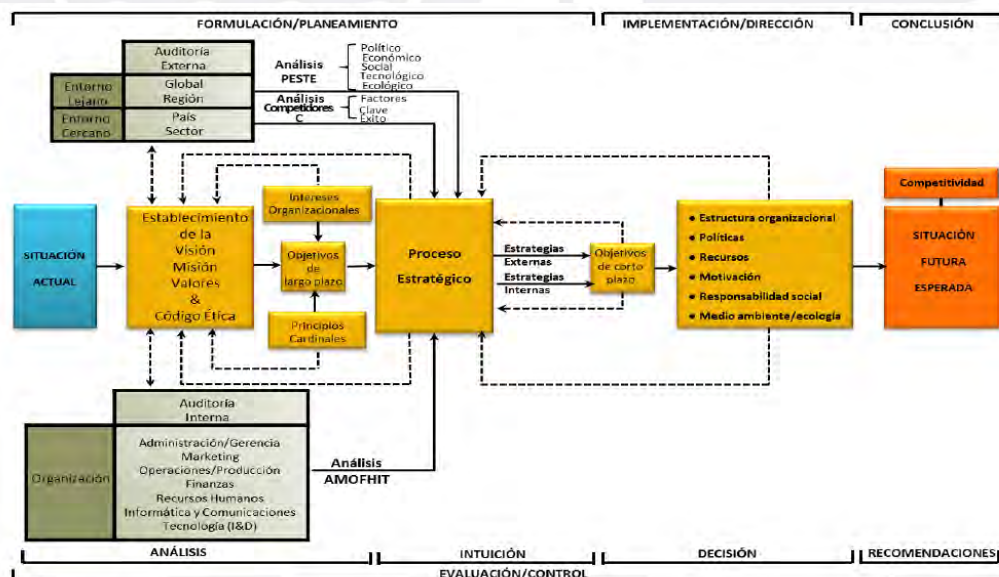 FORMULACIÓN/PLANEAMIENTO
IMPLEMENTACIÓN/DIRECCIÓN
CONCLUSIÓN
Auditoría
Externa
Entorno
Lejano
Global
Región
Entorno
Cercano
País
Sector
Análisis
PESTE
Político
Económico
Social
Tecnológico
Ecológico
Análisis
Competidores
C
Factores
Clave
Éxito
SITUACIÓN
ACTUAL
Establecimiento
de la
Visión
Misión
Valores
&
Código Ética
Intereses
Organizacionales
Objetivos
de
largo plazo
Principios
Cardinales
Proceso
Estratégico
Estrategias
Externas
Estrategias
Internas
Objetivos
de corto
plazo
• Estructura organizacional
• Políticas
• Recursos
• Motivación
• Responsabilidad social
• Medio ambiente/ecología
Competitividad
SITUACIÓN
FUTURA
ESPERADA
Auditoría
Interna
Organización
Administración/Gerencia
Marketing
Operaciones/Producción
Finanzas
Recursos Humanos
Informática y Comunicaciones
Tecnología (I&D)
Análisis
AMOFHIT
ANÁLISIS
INTUICIÓN
DECISIÓN
RECOMENDACIONES
EVALUACIÓN/CONTROL